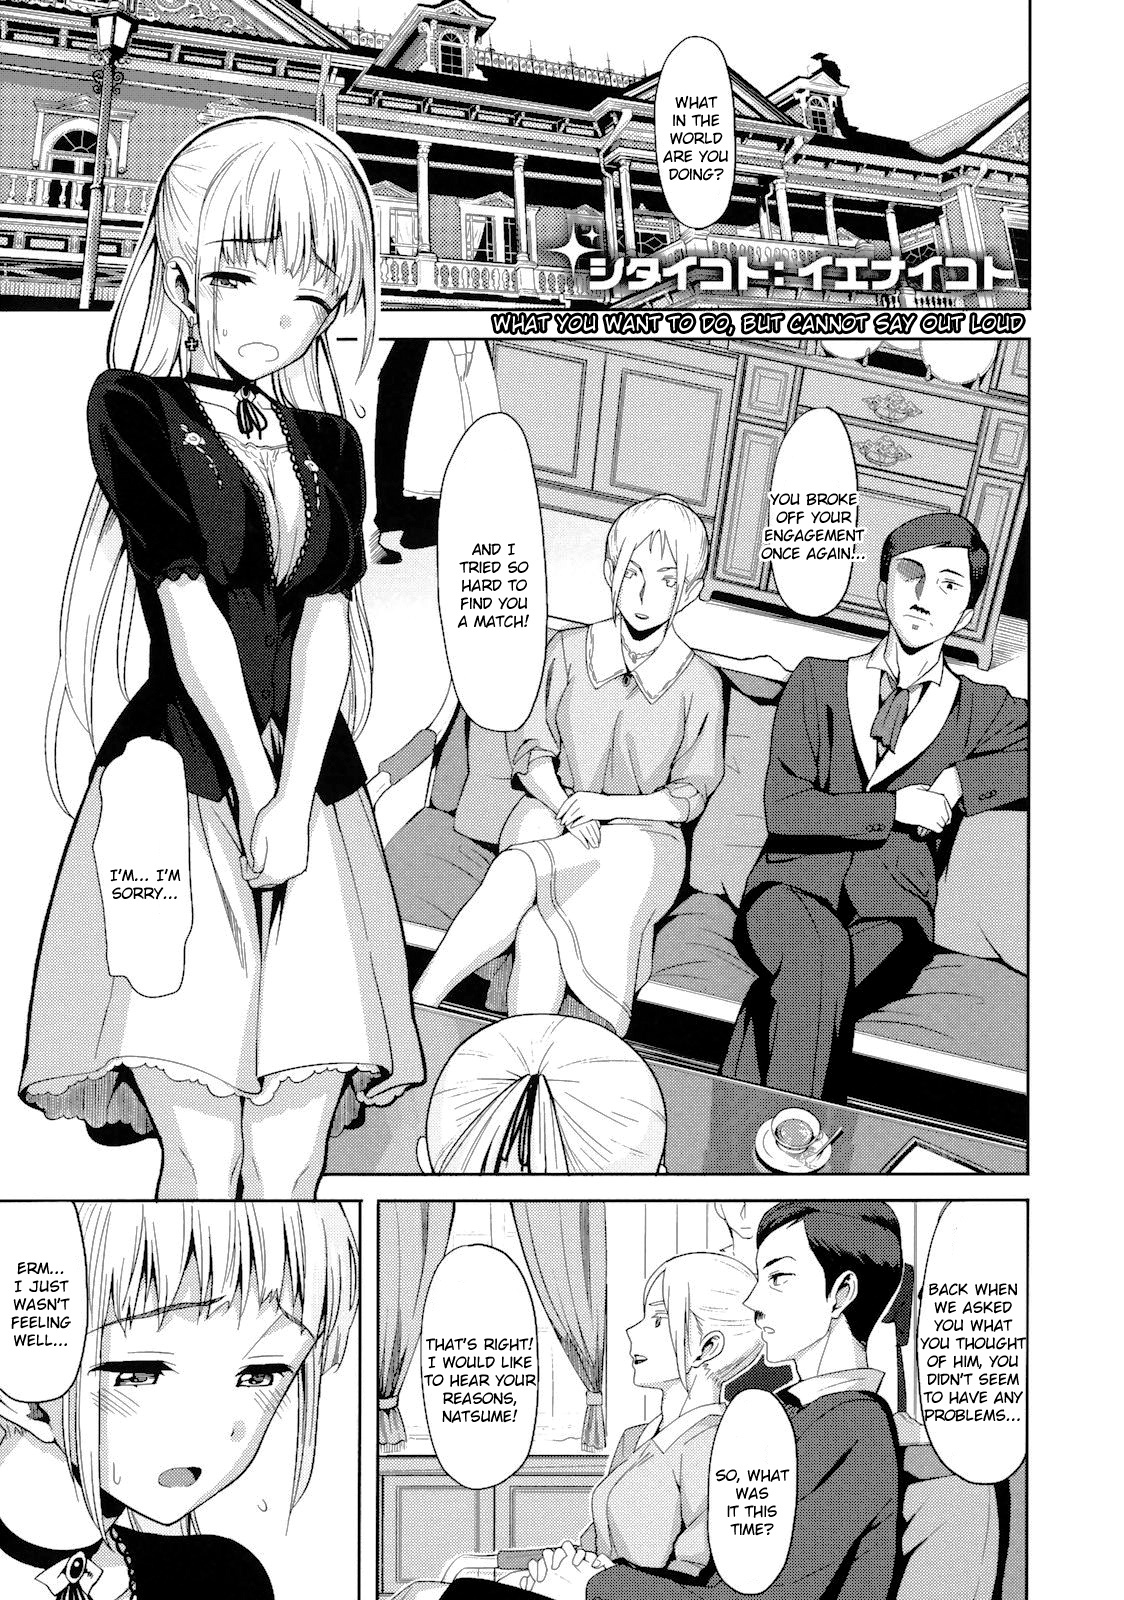 WHAT
IN THE
WORLD
ARE YOU
DOING?
シタイコト:イエナイコト
WHAT YOU WANT TO DO, BUT CANNOT SAY OUT LOUD
YOU BROKE
OFF YOUR
ENGAGEMENT
ONCE AGAIN!..
AND I
TRIED SO
HARD TO
FIND YOU
A MATCH!
I'M... I'M
SORRY...
BACK WHEN
WE ASKED
YOU WHAT
YOU THOUGHT
OF HIM, YOU
DIDN'T SEEM
TO HAVE ANY
PROBLEMS...
SO, WHAT
WAS
IT THIS
TIME?
THAT'S RIGHT!
I WOULD LIKE
TO HEAR YOUR
REASONS,
NATSUME!
ERM...
I JUST
WASN'T
FEELING
WELL...